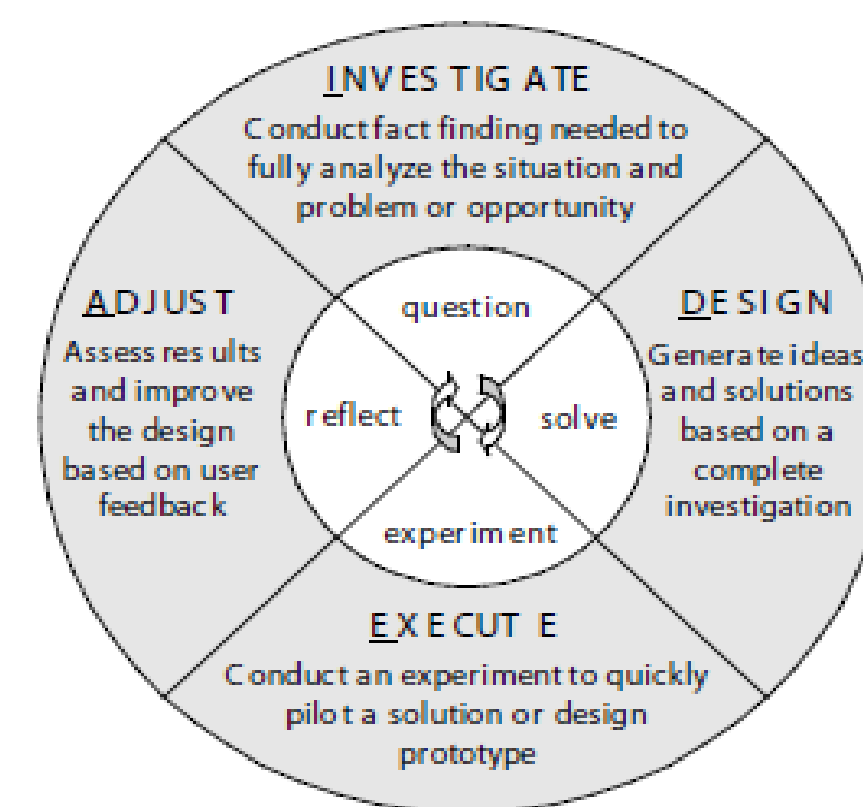 INVESTIGATE
Conduct fact finding needed to
fully analyze the situation and
problem or opportunity
question
DESIGN
Generate ideas
and solutions
based on a
complete
investigation
solve
EXECUTE
Conduct an experiment to quickly
pilot a solution or design
prototype
experiment
ADJUST
Assess results
and improve
the design
based on user
feedback
reflect